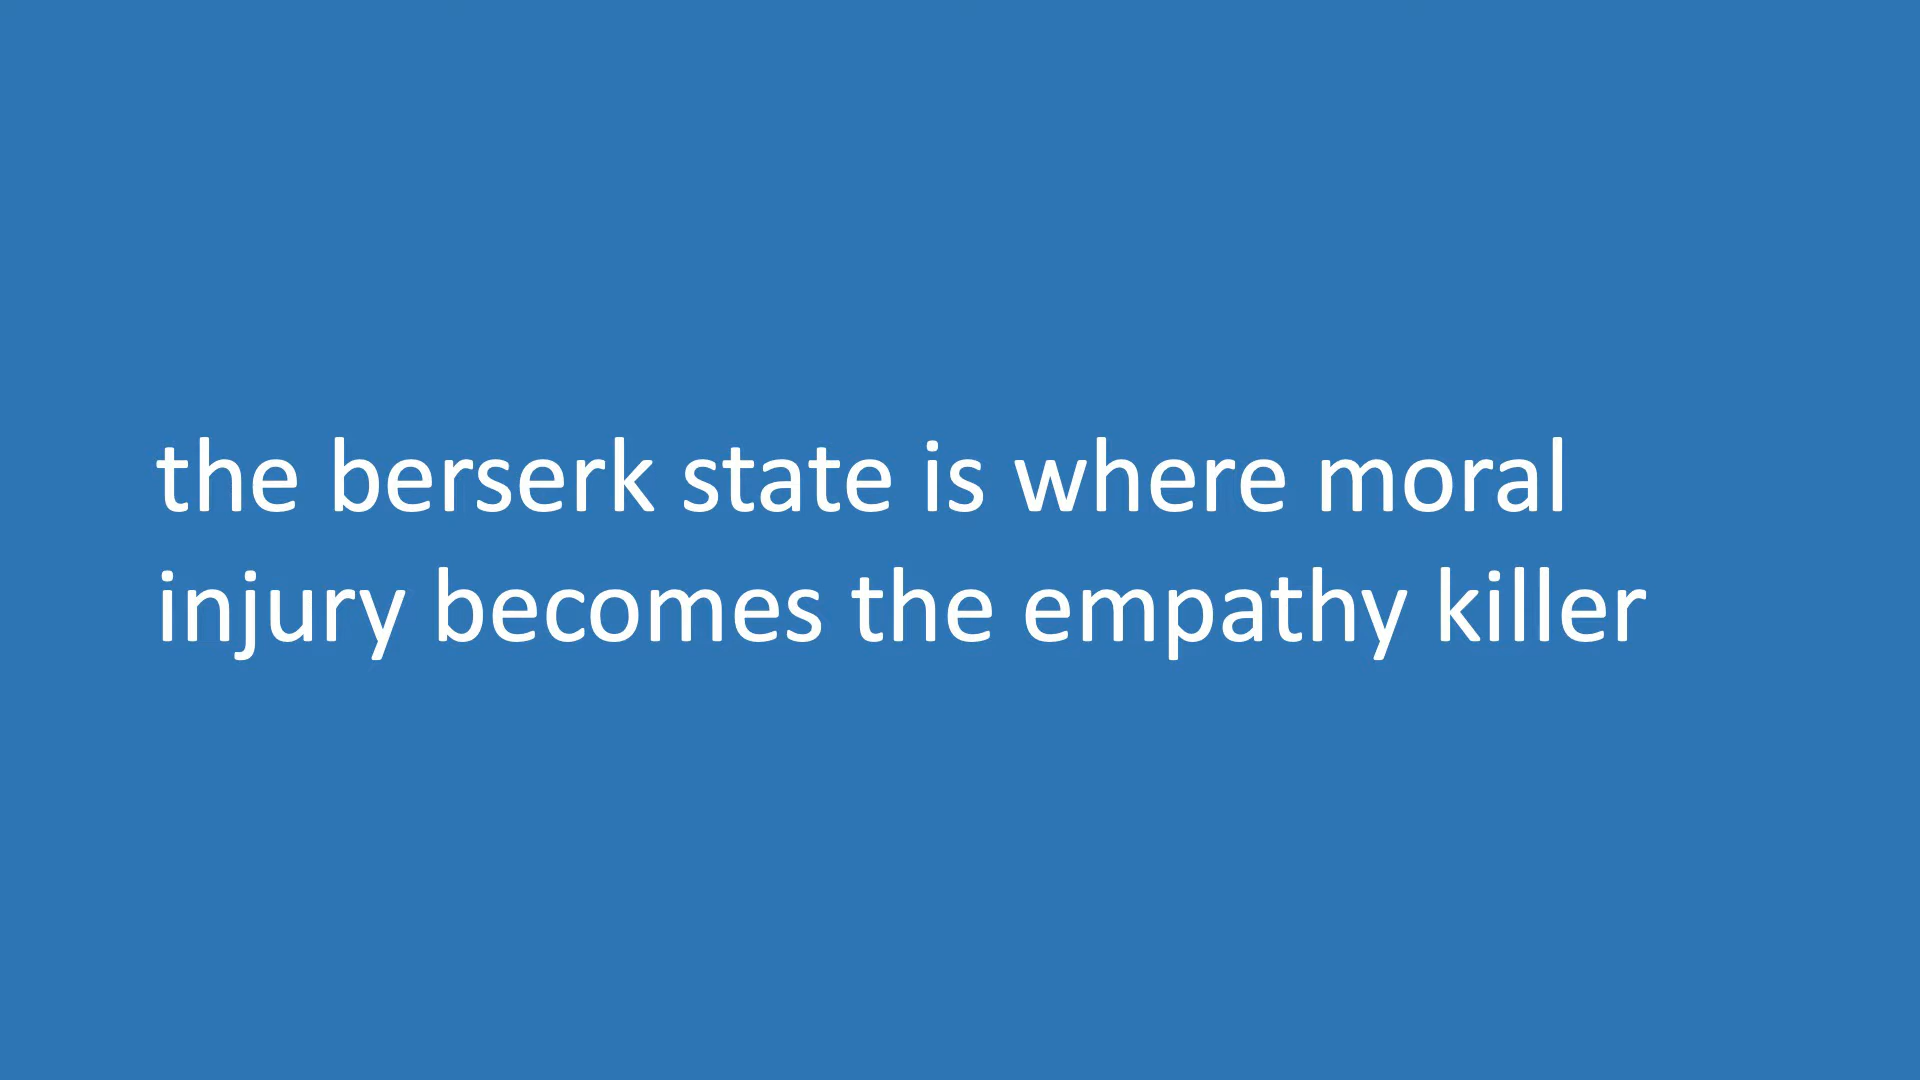 the berserk state is where moral
injury becomes the empathy killer